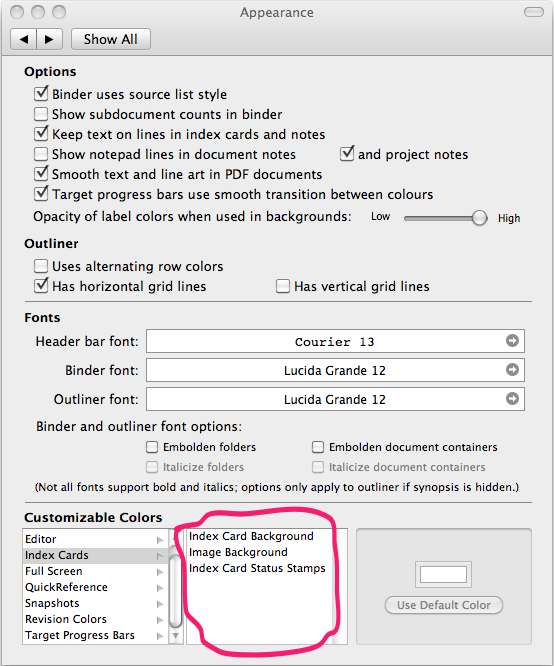 Appearance
Show All
Options
Binder uses source list style
Show subdocument counts in binder
Keep text on lines in index cards and notes
Show notepad lines in document notes and project notes
Smooth text and line art in PDF documents
Target progress bars use smooth transition between colours
Opacity of label colors when used in backgrounds: Low High
Outliner
Uses alternating row colors
Has horizontal grid lines Has vertical grid lines
Fonts
Header bar font: Courier 13
Binder font: Lucida Grande 12
Outliner font: Lucida Grande 12
Binder and outliner font options:
Embolden folders Embolden document containers
Italicize folders Italicize document containers
(Not all fonts support bold and italics; options only apply to outliner if synopsis is hidden.)
Customizable Colors
Editor
Index Cards
Full Screen
QuickReference
Snapshots
Revision Colors
Target Progress Bars
Index Card Background
Image Background
Index Card Status Stamps
Use Default Color